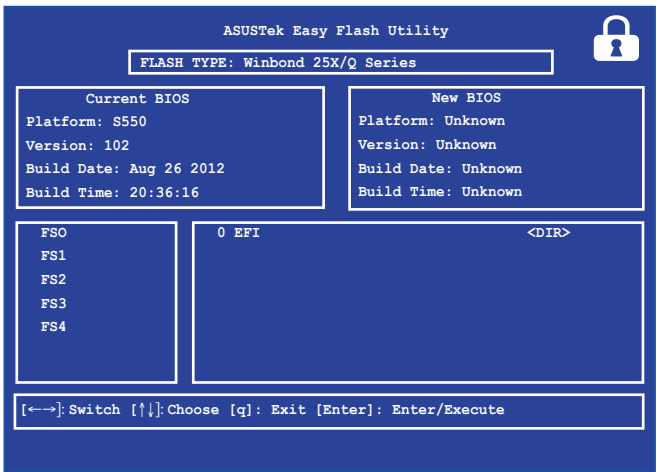 ASUSTek Easy Flash Utility
FLASH TYPE: Winbond 25X/Q Series
Current BIOS
Platform: S550
Version: 102
Build Date: Aug 26 2012
Build Time: 20:36:16
New BIOS
Platform: Unknown
Version: Unknown
Build Date: Unknown
Build Time: Unknown
FSO
FS1
FS2
FS3
FS4
0 EFI <DIR>
[←→]: Switch [↑↓]: Choose [q]: Exit [Enter]: Enter/Execute